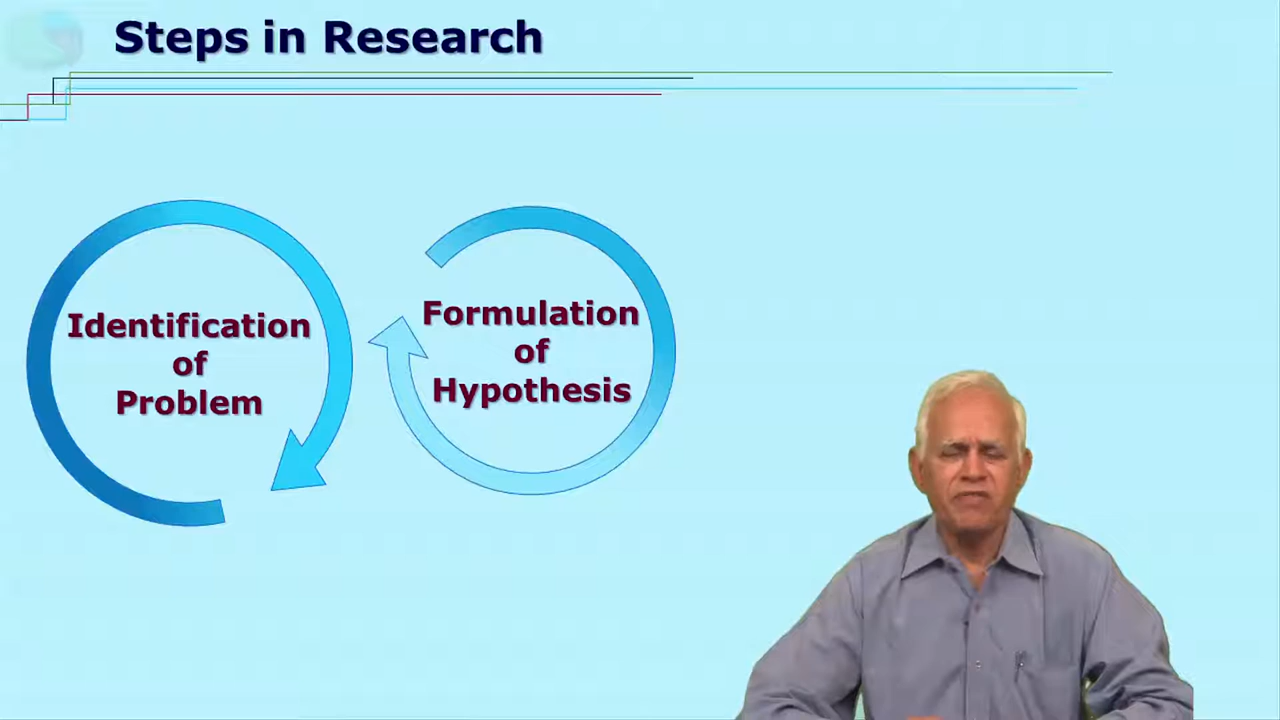 Steps in Research
Identification
of
Problem
Formulation
of
Hypothesis